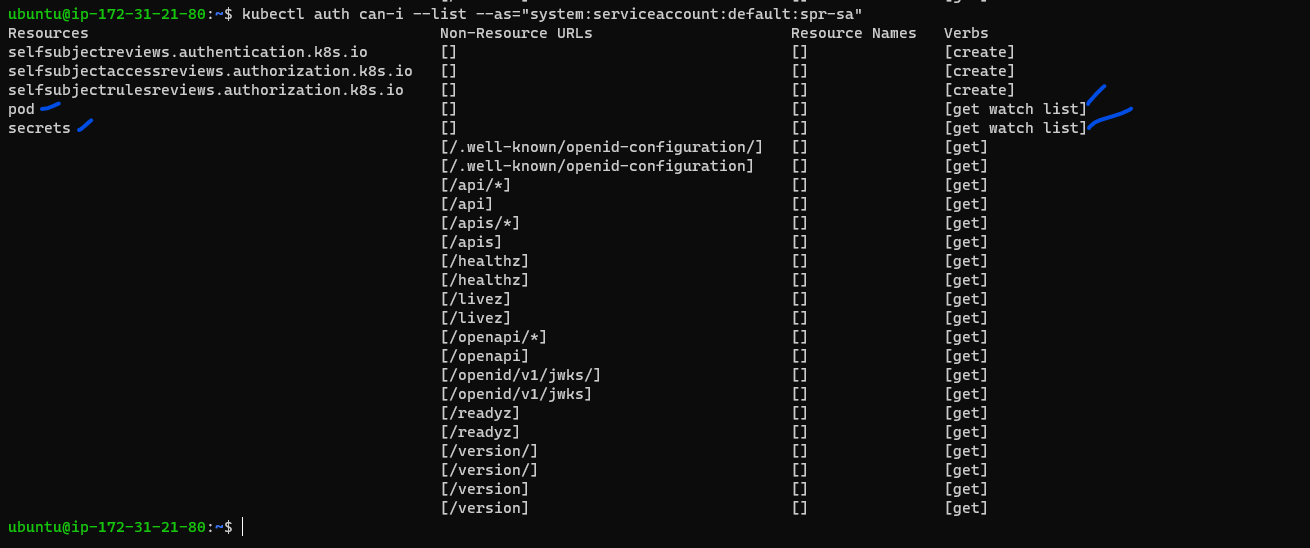 ubuntu@ip-172-31-21-80:~$ kubectl auth can-i --list --as="system:serviceaccount:default:spr-sa"
Resources Non-Resource URLs Resource Names Verbs
selfsubjectreviews.authentication.k8s.io [] [] [create]
selfsubjectaccessreviews.authorization.k8s.io [] [] [create]
selfsubjectrulesreviews.authorization.k8s.io [] [] [create]
pod [] [] [get watch list]
secrets [] [] [get watch list]
[/.well-known/openid-configuration/] [] [get]
[/.well-known/openid-configuration] [] [get]
[/api/*] [] [get]
[/api] [] [get]
[/apis/*] [] [get]
[/apis] [] [get]
[/healthz] [] [get]
[/healthz] [] [get]
[/livez] [] [get]
[/livez] [] [get]
[/openapi/*] [] [get]
[/openapi] [] [get]
[/openid/v1/jwks/] [] [get]
[/openid/v1/jwks] [] [get]
[/readyz] [] [get]
[/readyz] [] [get]
[/version/] [] [get]
[/version/] [] [get]
[/version] [] [get]
[/version] [] [get]
ubuntu@ip-172-31-21-80:~$